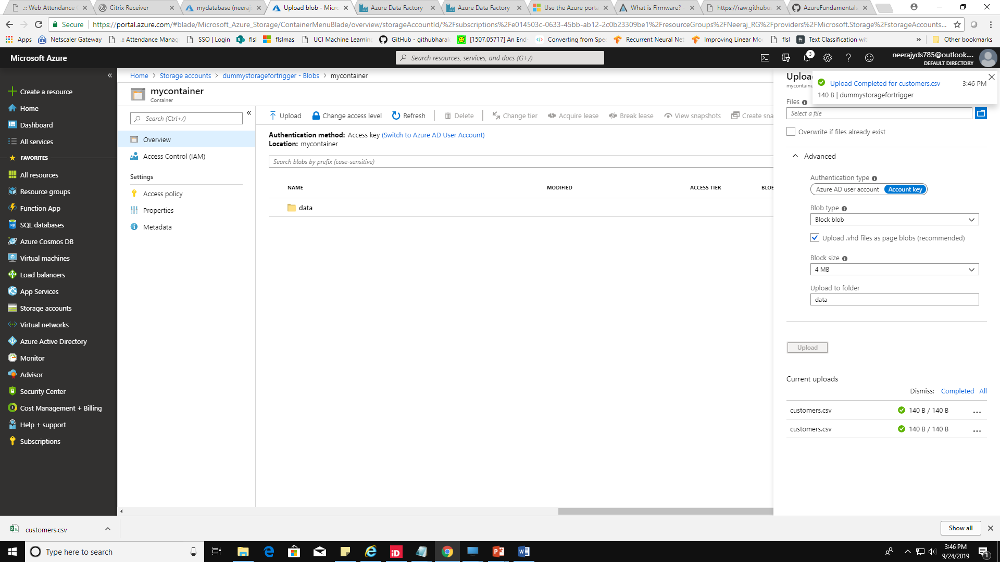 .:: Web Attendance
Citrix Receiver
mydatabase (neeraj
Upload blob - Micro
Azure Data Factory
Azure Data Factory
Use the Azure porta
What is Firmware? -
https://raw.githubu
AzureFundamentals
Secure
https://portal.azure.com/#blade/Microsoft_Azure_Storage/ContainerMenuBlade/overview/storageAccountId/%2Fsubscriptions%2Fe014503c-0633-45bb-ab12-2c0b23309be1%2FresourceGroups%2FNeeraj_RG%2Fproviders%2FMicrosoft.Storage%2FstorageAccounts...
Apps
Netscaler Gateway
.:: Attendance Manag
SSO | Login
flsl
flslmas
UCI Machine Learning
GitHub - githubharal
[1507.05717] An End-
Converting from Spe
Recurrent Neural Net
Improving Linear Mo
flsl
Text Classification wit
»
Other bookmarks
Microsoft Azure
Search resources, services, and docs (G+/)
3
neerajyds785@outlook....
DEFAULT DIRECTORY
«
Create a resource
Home
Dashboard
All services
FAVORITES
All resources
Resource groups
Function App
SQL databases
Azure Cosmos DB
Virtual machines
Load balancers
App Services
Storage accounts
Virtual networks
Azure Active Directory
Monitor
Advisor
Security Center
Cost Management + Billing
Help + support
Subscriptions
Home > Storage accounts > dummystoragefortrigger - Blobs > mycontainer
mycontainer
Container
Search (Ctrl+/)
«
Overview
Access Control (IAM)
Settings
Access policy
Properties
Metadata
Upload
Change access level
Refresh
Delete
Change tier
Acquire lease
Break lease
View snapshots
Create sna
Authentication method: Access key (Switch to Azure AD User Account)
Location: mycontainer
Search blobs by prefix (case-sensitive)
NAME
MODIFIED
ACCESS TIER
BLOB
data
Uploa
mycontaine
Upload Completed for customers.csv
3:46 PM
140 B | dummystoragefortrigger
Files
Select a file
Overwrite if files already exist
Advanced
Authentication type
Azure AD user account
Account key
Blob type
Block blob
Upload .vhd files as page blobs (recommended)
Block size
4 MB
Upload to folder
data
Upload
Current uploads
Dismiss: Completed All
customers.csv 140 B / 140 B ...
customers.csv 140 B / 140 B ...
customers.csv
Show all
Type here to search
3:46 PM
9/24/2019
1